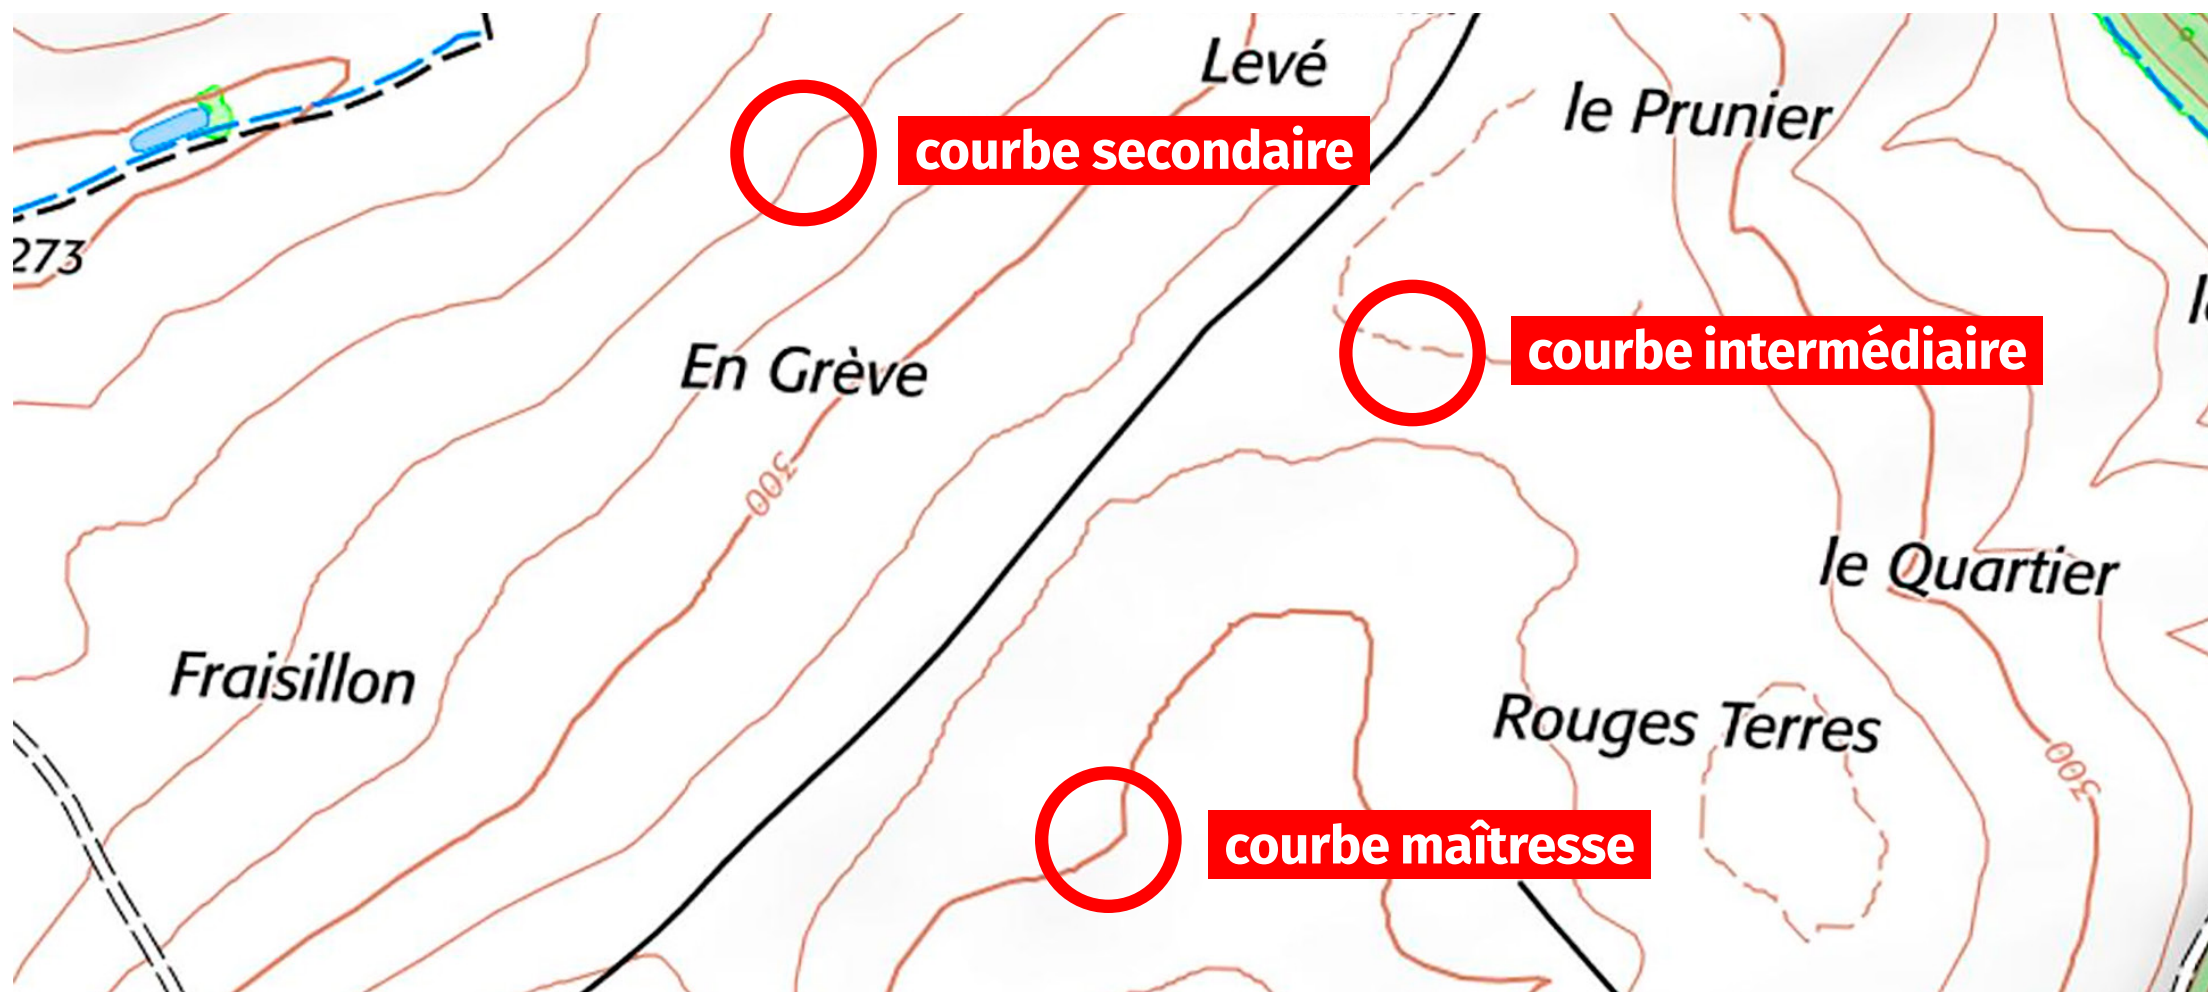 Levé
le Prunier
courbe secondaire
273
courbe intermédiaire
En Grève
300
le Quartier
Fraisillon
Rouges Terres
300
courbe maîtresse